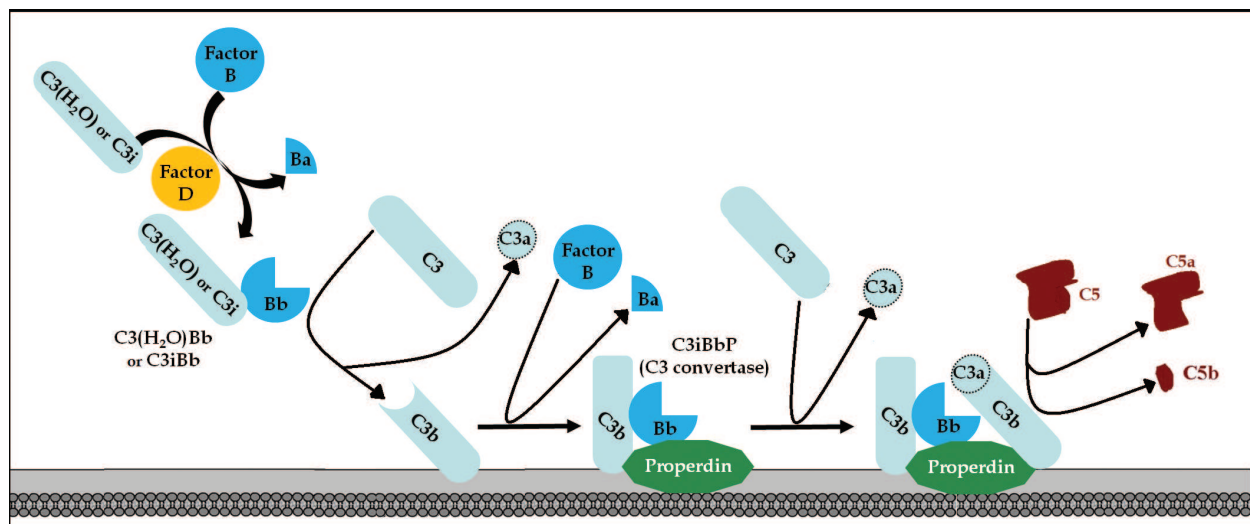 Factor
B
C3(H₂O) or C3i
Factor
D
Ba
C3(H₂O) or C3i
Bb
C3(H₂O)Bb
or C3iBb
C3
C3a
C3b
Factor
B
Ba
C3iBbP
(C3 convertase)
C3b
Bb
Properdin
C3
C3a
C3b
Bb
C3a
C3b
Properdin
C5
C5a
C5b